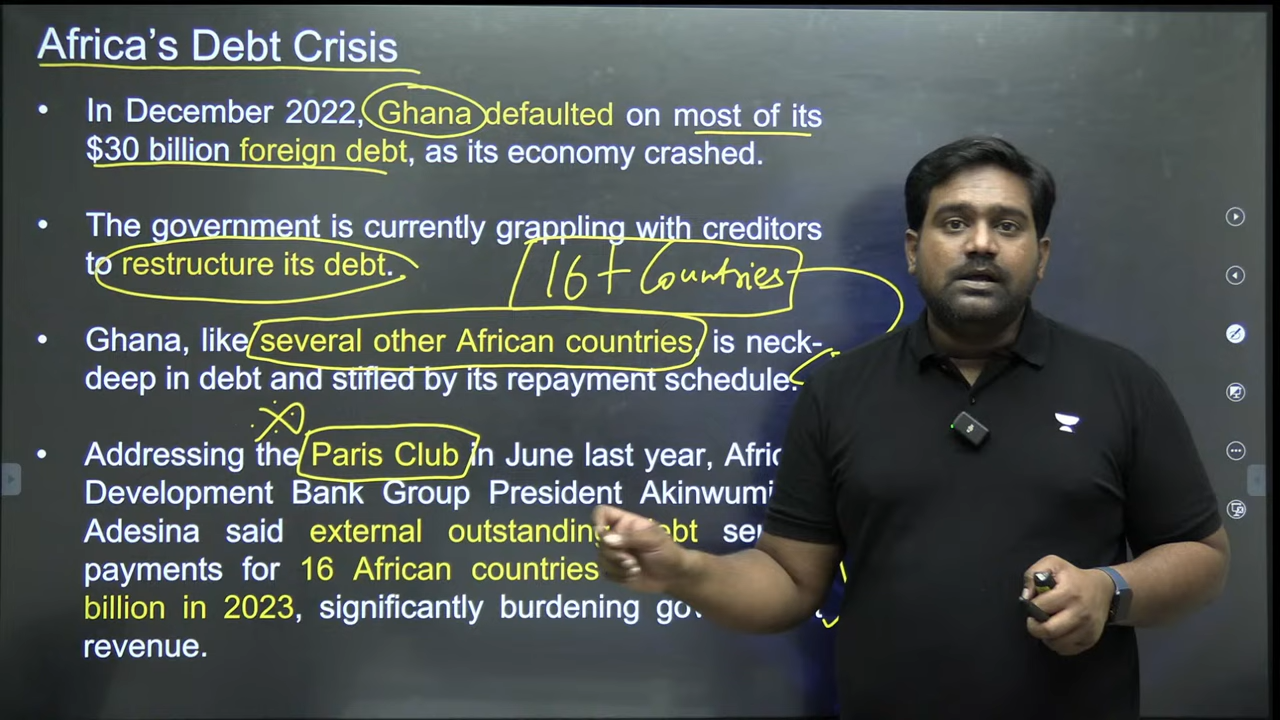 Africa's Debt Crisis
• In December 2022, Ghana defaulted on most of its
$30 billion foreign debt, as its economy crashed.
• The government is currently grappling with creditors
to restructure its debt.
16+ Countries
• Ghana, like several other African countries, is neck-
deep in debt and stifled by its repayment schedule.
• Addressing the Paris Club in June last year,
Development Bank Group President Akinwumi
Adesina said external outstanding
payments for 16 African countries
billion in 2023, significantly burdening
revenue.